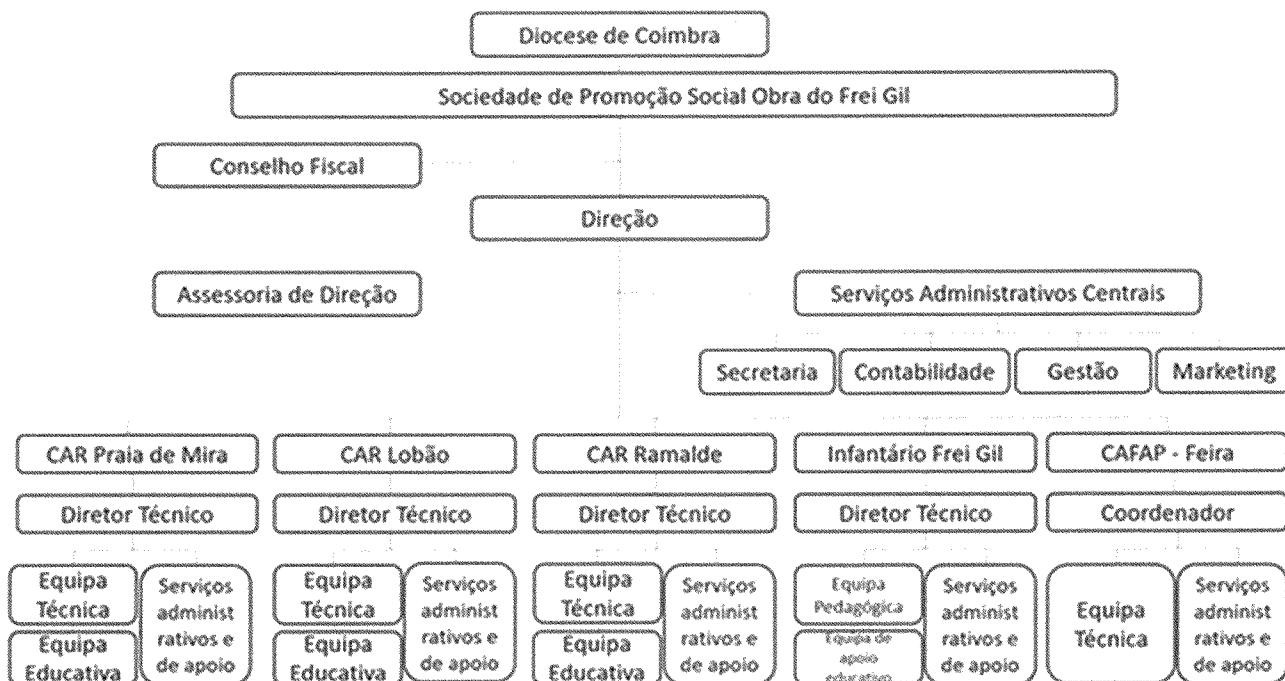 Diocese de Coimbra
Sociedade de Promoção Social Obra do Frei Gil
Conselho Fiscal
Direção
Assessoria de Direção
Serviços Administrativos Centrais
Secretaria
Contabilidade
Gestão
Marketing
CAR Praia de Mira
CAR Lobão
CAR Ramalde
Infantário Frei Gil
CAFAP - Feira
Diretor Técnico
Diretor Técnico
Diretor Técnico
Diretor Técnico
Coordenador
Equipa
Técnica
Equipa
Educativa
Serviços
administ
rativos e
de apoio
Equipa
Técnica
Equipa
Educativa
Serviços
administ
rativos e
de apoio
Equipa
Técnica
Equipa
Educativa
Serviços
administ
rativos e
de apoio
Equipa
Pedagógica
Equipa de
apoio
educativo
Serviços
administ
rativos e
de apoio
Equipa
Técnica
Serviços
administ
rativos e
de apoio